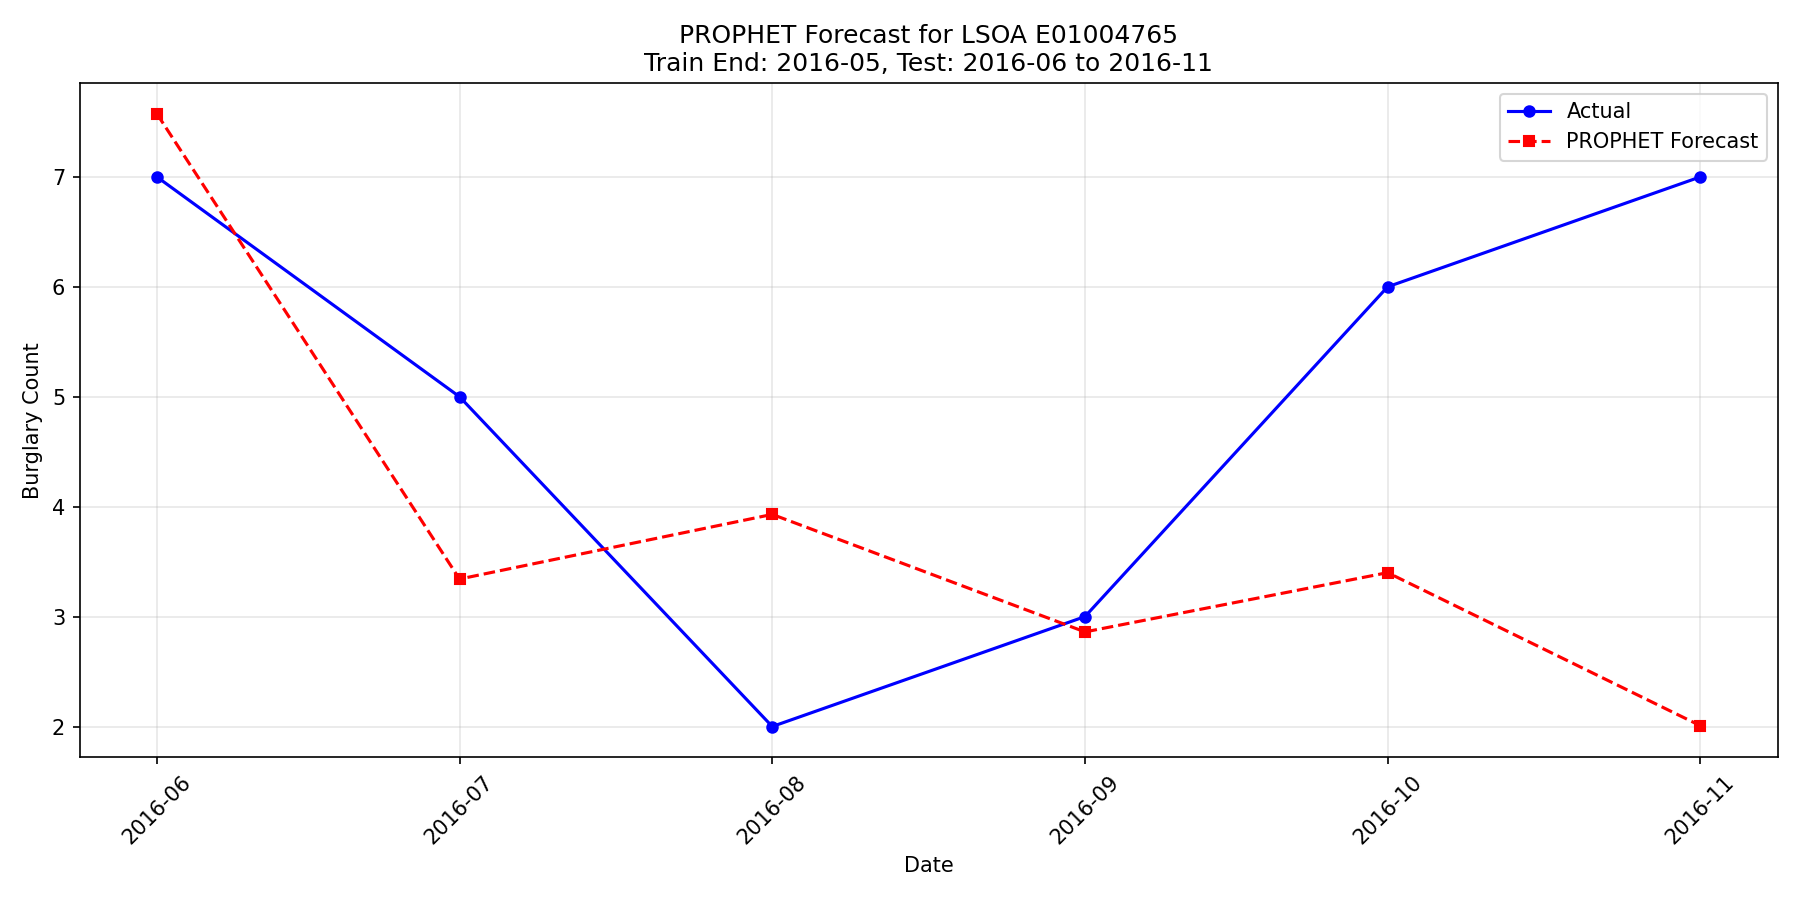 PROPHET Forecast for LSOA E01004765
Train End: 2016-05, Test: 2016-06 to 2016-11
Actual
PROPHET Forecast
Burglary Count
7
6
5
4
3
2
2016-06
2016-07
2016-08
2016-09
2016-10
2016-11
Date